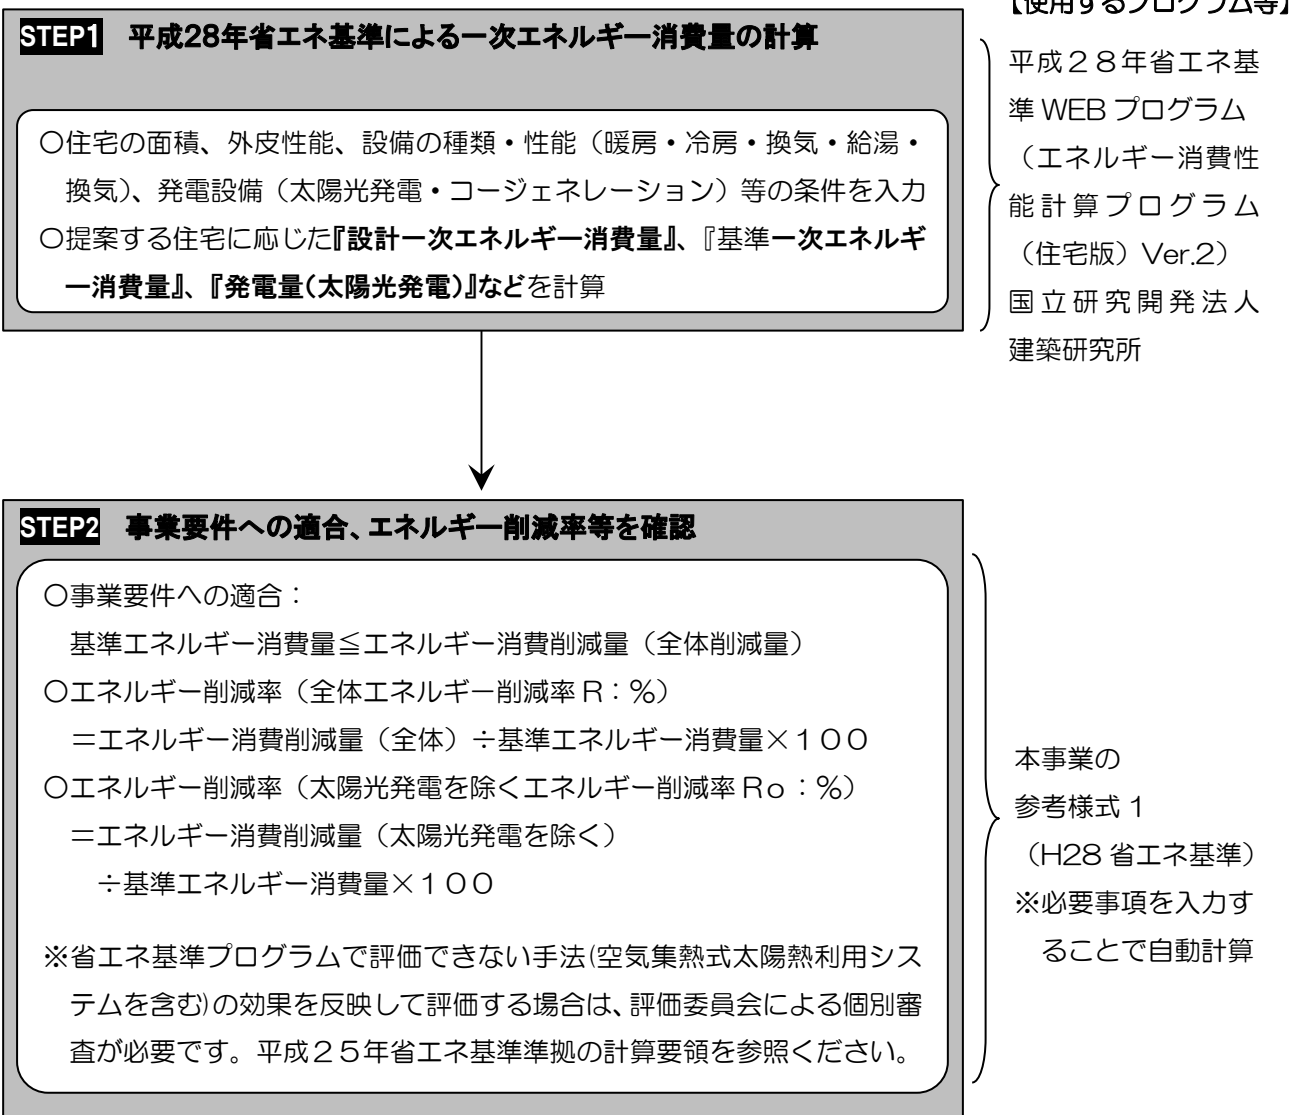 【使用するプログラム等】
STEP1 平成28年省エネ基準による一次エネルギー消費量の計算
○住宅の面積、外皮性能、設備の種類・性能（暖房・冷房・換気・給湯・
換気）、発電設備（太陽光発電・コージェネレーション）等の条件を入力
○提案する住宅に応じた『設計一次エネルギー消費量』、『基準一次エネルギ
ー消費量』、『発電量（太陽光発電）』などを計算
平成２８年省エネ基
準 WEB プログラム
（エネルギー消費性
能計算プログラム
（住宅版）Ver.2）
国立研究開発法人
建築研究所
STEP2 事業要件への適合、エネルギー削減率等を確認
○事業要件への適合：
基準エネルギー消費量≦エネルギー消費削減量（全体削減量）
○エネルギー削減率（全体エネルギー削減率 R：％）
＝エネルギー消費削減量（全体）÷基準エネルギー消費量×１００
○エネルギー削減率（太陽光発電を除くエネルギー削減率 Ro：％）
＝エネルギー消費削減量（太陽光発電を除く）
÷基準エネルギー消費量×１００
※省エネ基準プログラムで評価できない手法(空気集熱式太陽熱利用シス
テムを含む)の効果を反映して評価する場合は、評価委員会による個別審
査が必要です。平成２５年省エネ基準準拠の計算要領を参照ください。
本事業の
参考様式 1
（H28 省エネ基準）
※必要事項を入力す
ることで自動計算